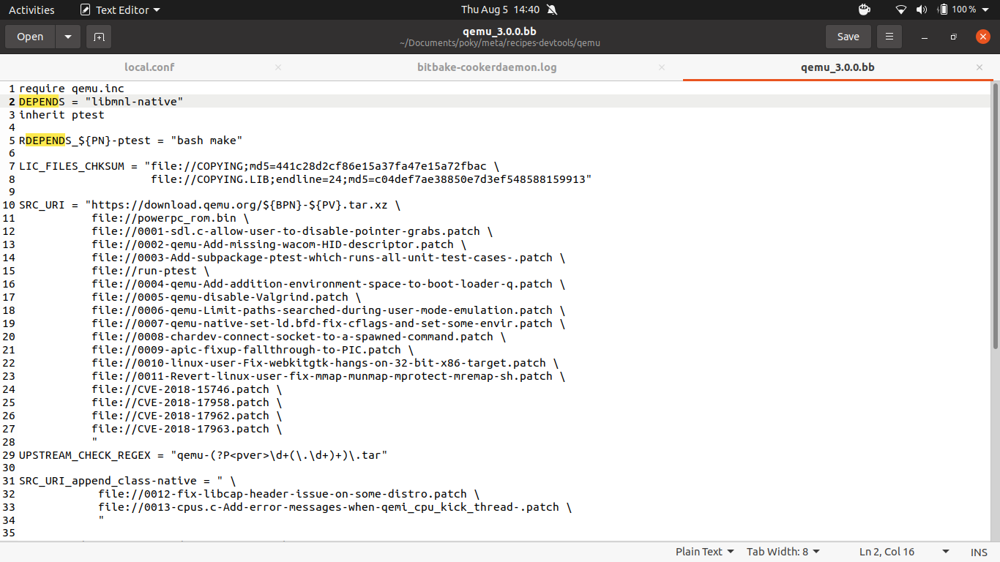 Activities Text Editor Thu Aug 5 14:40 100 %
Open qemu_3.0.0.bb Save
~/Documents/poky/meta/recipes-devtools/qemu
local.conf bitbake-cookerdaemon.log qemu_3.0.0.bb
1 require qemu.inc
2 DEPENDS = "libmnl-native"
3 inherit ptest
4
5 RDEPENDS_${PN}-ptest = "bash make"
6
7 LIC_FILES_CHKSUM = "file://COPYING;md5=441c28d2cf86e15a37fa47e15a72fbac \
8                     file://COPYING.LIB;endline=24;md5=c04def7ae38850e7d3ef548588159913"
9
10 SRC_URI = "https://download.qemu.org/${BPN}-${PV}.tar.xz \
11            file://powerpc_rom.bin \
12            file://0001-sdl.c-allow-user-to-disable-pointer-grabs.patch \
13            file://0002-qemu-Add-missing-wacom-HID-descriptor.patch \
14            file://0003-Add-subpackage-ptest-which-runs-all-unit-test-cases-.patch \
15            file://run-ptest \
16            file://0004-qemu-Add-addition-environment-space-to-boot-loader-q.patch \
17            file://0005-qemu-disable-Valgrind.patch \
18            file://0006-qemu-Limit-paths-searched-during-user-mode-emulation.patch \
19            file://0007-qemu-native-set-ld.bfd-fix-cflags-and-set-some-envir.patch \
20            file://0008-chardev-connect-socket-to-a-spawned-command.patch \
21            file://0009-apic-fixup-fallthrough-to-PIC.patch \
22            file://0010-linux-user-Fix-webkitgtk-hangs-on-32-bit-x86-target.patch \
23            file://0011-Revert-linux-user-fix-mmap-munmap-mprotect-mremap-sh.patch \
24            file://CVE-2018-15746.patch \
25            file://CVE-2018-17958.patch \
26            file://CVE-2018-17962.patch \
27            file://CVE-2018-17963.patch \
28            "
29 UPSTREAM_CHECK_REGEX = "qemu-(?P<pver>\d+(\.\d+)+)\.tar"
30
31 SRC_URI_append_class-native = " \
32             file://0012-fix-libcap-header-issue-on-some-distro.patch \
33             file://0013-cpus.c-Add-error-messages-when-qemi_cpu_kick_thread-.patch \
34             "
35
Plain Text Tab Width: 8 Ln 2, Col 16 INS